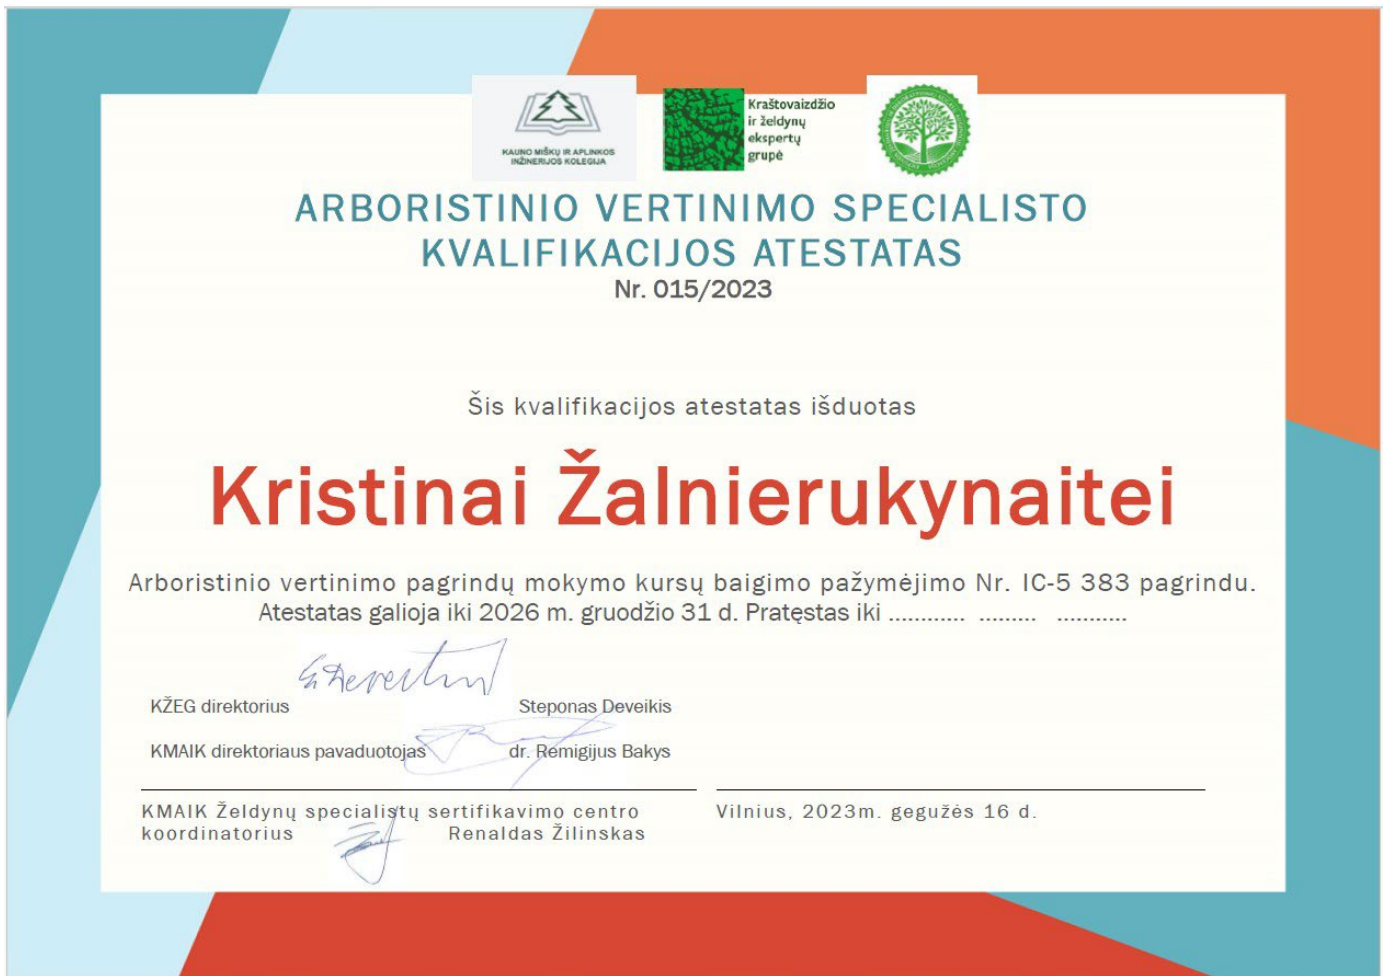 KAUNO MIŠKŲ IR APLINKOS
INŽINERIJOS KOLEGIJA
Kraštovaizdžio
ir želdynų
ekspertų
grupė
ARBORISTINIO VERTINIMO SPECIALISTO
KVALIFIKACIJOS ATESTATAS
Nr. 015/2023
Šis kvalifikacijos atestatas išduotas
Kristinai Žalnierukynaitei
Arboristinio vertinimo pagrindų mokymo kursų baigimo pažymėjimo Nr. IC-5 383 pagrindu.
Atestatas galioja iki 2026 m. gruodžio 31 d. Pratęstas iki ............ ......... ...........
KŽEG direktorius Steponas Deveikis
KMAIK direktoriaus pavaduotojas dr. Remigijus Bakys
KMAIK Želdynų specialistų sertifikavimo centro
koordinatorius Renaldas Žilinskas
Vilnius, 2023m. gegužės 16 d.